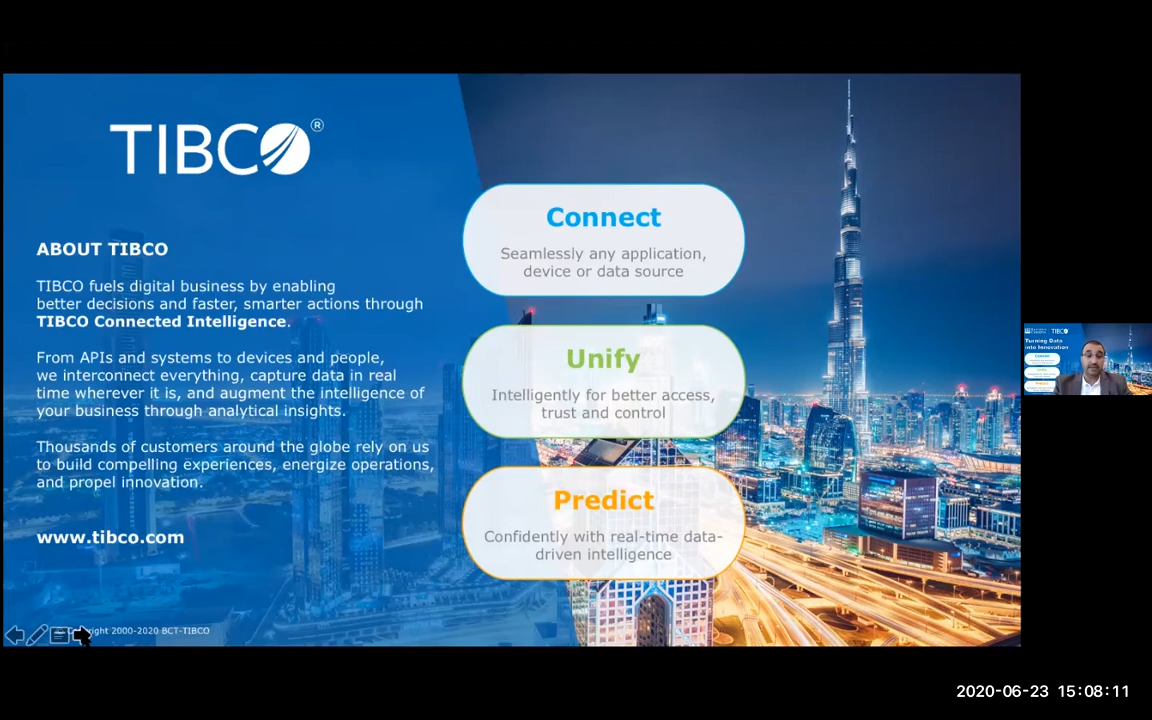 TIBCO®
ABOUT TIBCO
TIBCO fuels digital business by enabling
better decisions and faster, smarter actions through
TIBCO Connected Intelligence.
From APIs and systems to devices and people,
we interconnect everything, capture data in real
time wherever it is, and augment the intelligence of
your business through analytical insights.
Thousands of customers around the globe rely on us
to build compelling experiences, energize operations,
and propel innovation.
www.tibco.com
Copyright 2000-2020 BCT-TIBCO
Connect
Seamlessly any application,
device or data source
Unify
Intelligently for better access,
trust and control
Predict
Confidently with real-time data-
driven intelligence
TIBCO
Turning Data
into Innovation
2020-06-23 15:08:11